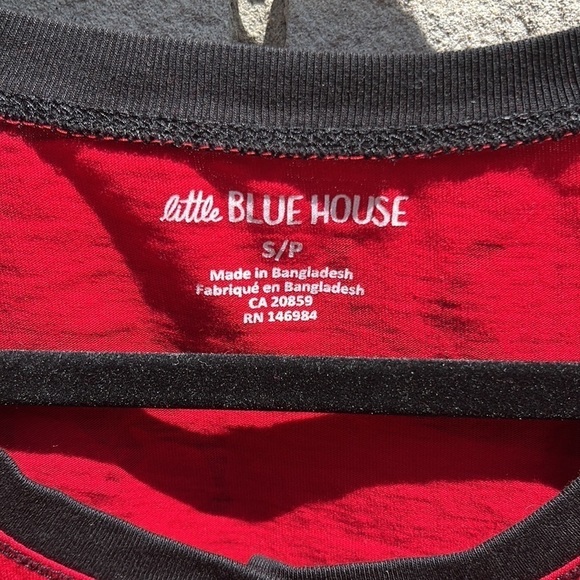 little BLUE HOUSE
S/P
Made in Bangladesh
Fabriqué en Bangladesh
CA 20859
RN 146984